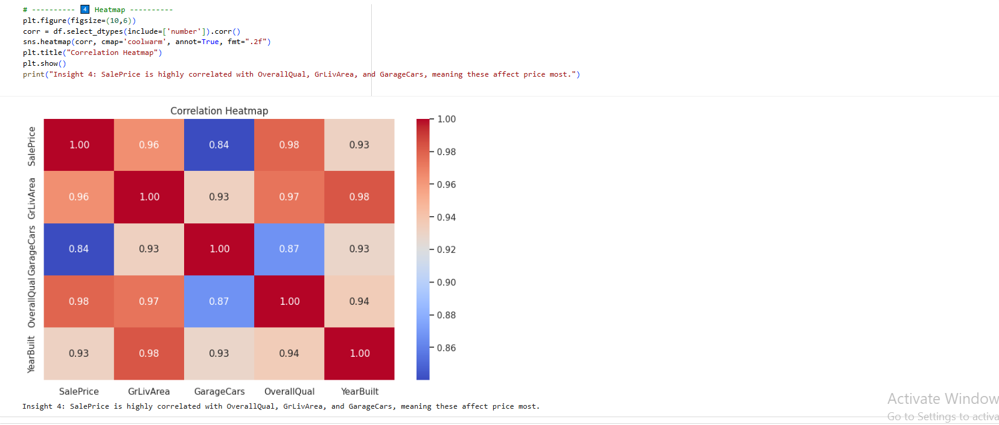 # ---------- 4️⃣ Heatmap ----------
plt.figure(figsize=(10,6))
corr = df.select_dtypes(include=['number']).corr()
sns.heatmap(corr, cmap='coolwarm', annot=True, fmt=".2f")
plt.title("Correlation Heatmap")
plt.show()
print("Insight 4: SalePrice is highly correlated with OverallQual, GrLivArea, and GarageCars, meaning these affect price most.")
Correlation Heatmap
SalePrice 1.00 0.96 0.84 0.98 0.93
GrLivArea 0.96 1.00 0.93 0.97 0.98
GarageCars 0.84 0.93 1.00 0.87 0.93
OverallQual 0.98 0.97 0.87 1.00 0.94
YearBuilt 0.93 0.98 0.93 0.94 1.00
SalePrice GrLivArea GarageCars OverallQual YearBuilt
1.00
0.98
0.96
0.94
0.92
0.90
0.88
0.86
Insight 4: SalePrice is highly correlated with OverallQual, GrLivArea, and GarageCars, meaning these affect price most.
Activate Window
Go to Settings to activa